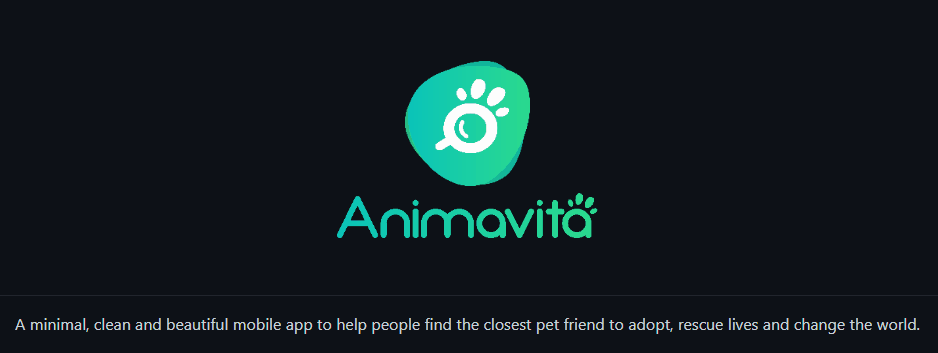 Animavita
A minimal, clean and beautiful mobile app to help people find the closest pet friend to adopt, rescue lives and change the world.